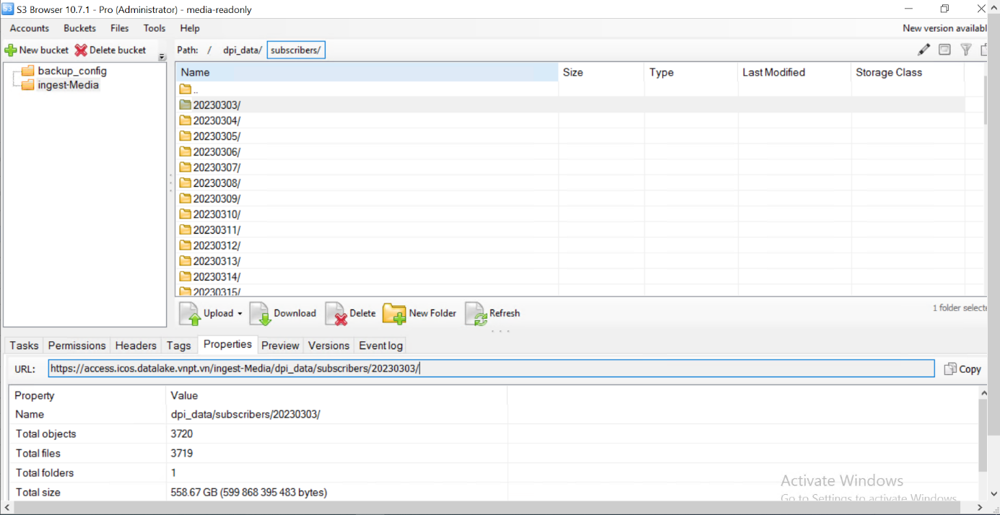 S3 Browser 10.7.1 - Pro (Administrator) - media-readonly
Accounts Buckets Files Tools Help New version availabl
New bucket Delete bucket Path: / dpi_data/ subscribers/
backup_config
ingest-Media
Name Size Type Last Modified Storage Class
..
20230303/
20230304/
20230305/
20230306/
20230307/
20230308/
20230309/
20230310/
20230311/
20230312/
20230313/
20230314/
20230315/
Upload Download Delete New Folder Refresh 1 folder selecte
Tasks Permissions Headers Tags Properties Preview Versions Event log
URL: https://access.icos.datalake.vnpt.vn/ingest-Media/dpi_data/subscribers/20230303/ Copy
Property Value
Name dpi_data/subscribers/20230303/
Total objects 3720
Total files 3719
Total folders 1
Total size 558.67 GB (599 868 395 483 bytes)
Activate Windows
Go to Settings to activate Windows.